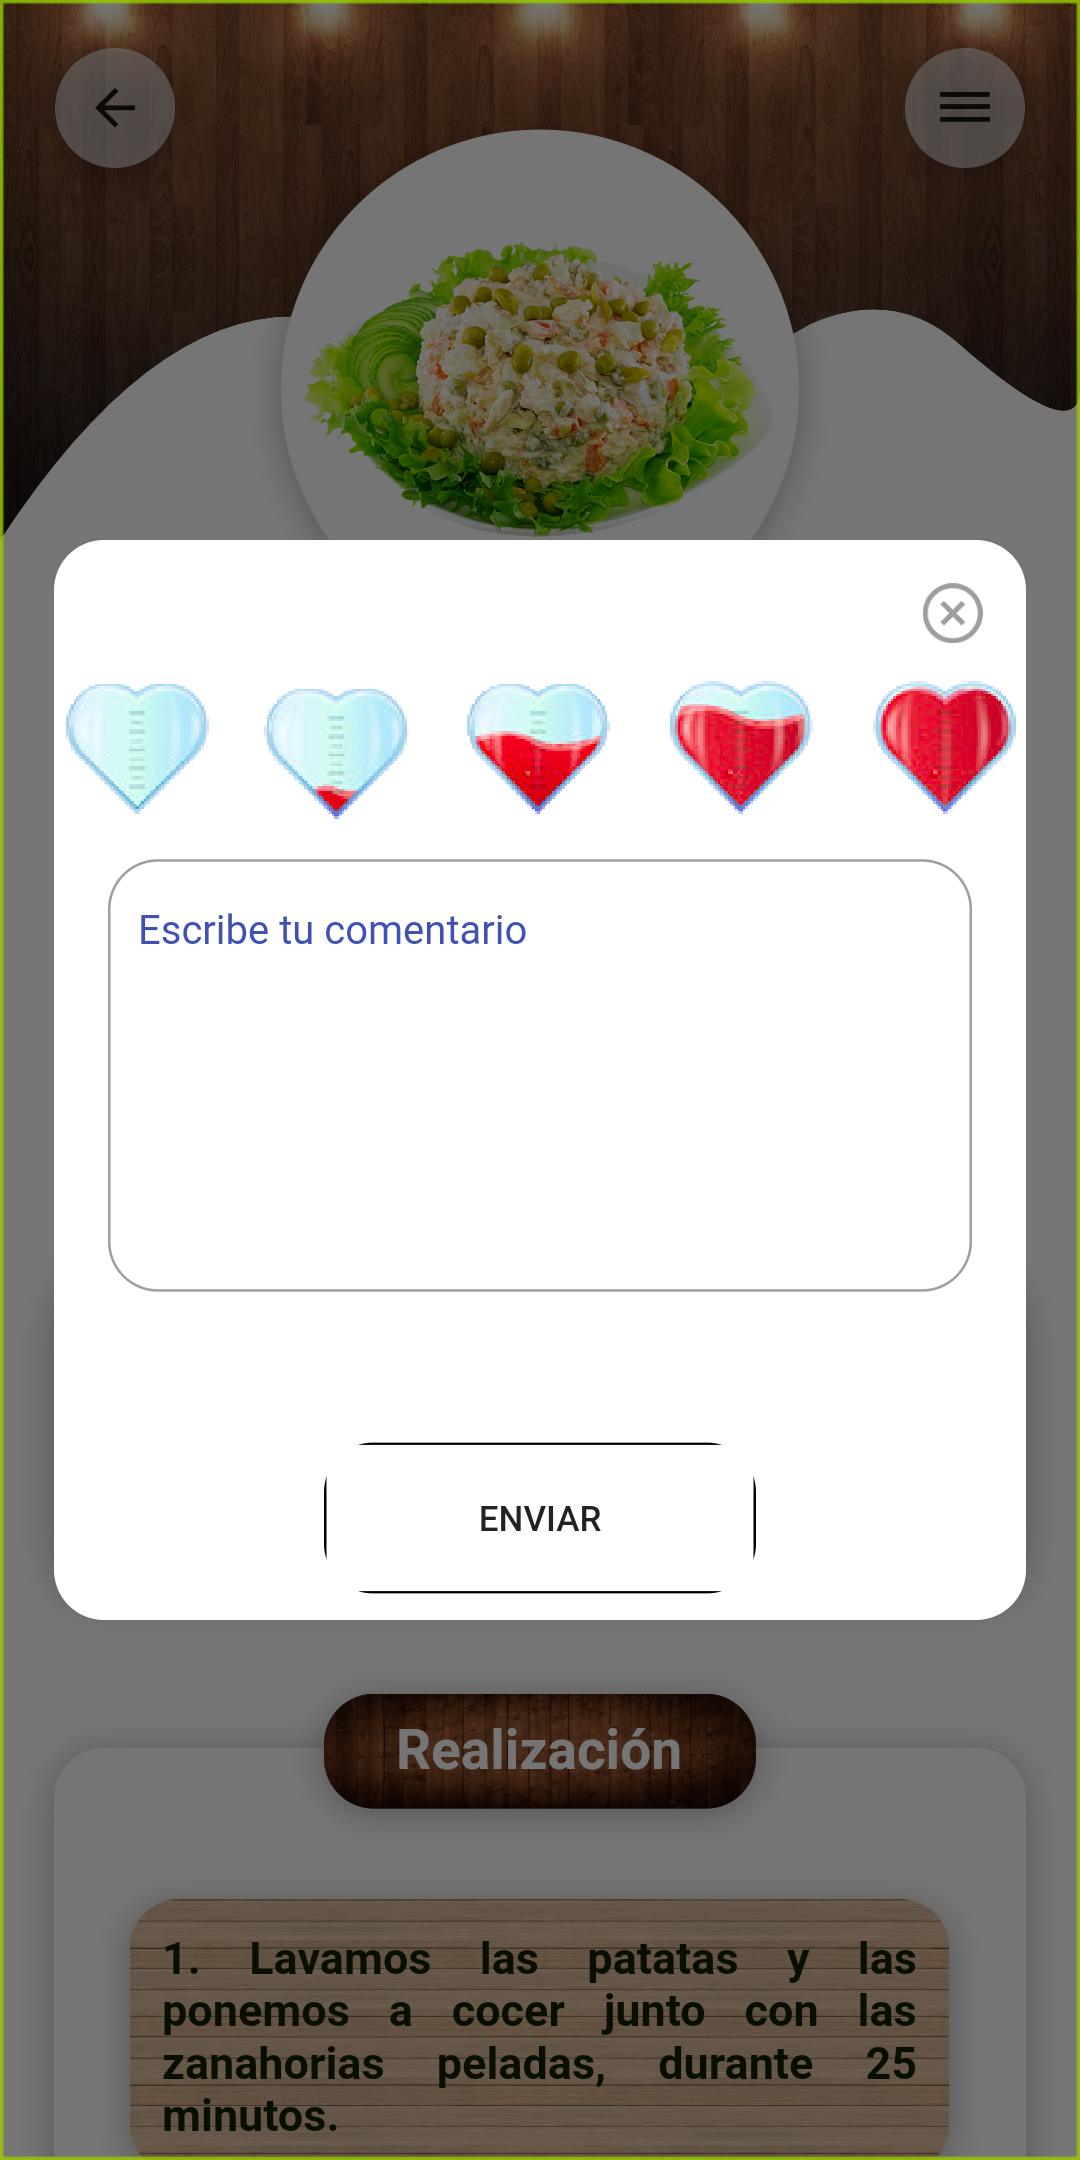 Escribe tu comentario
ENVIAR
Realización
1. Lavamos las patatas y las
ponemos a cocer junto con las
zanahorias peladas, durante 25
minutos.